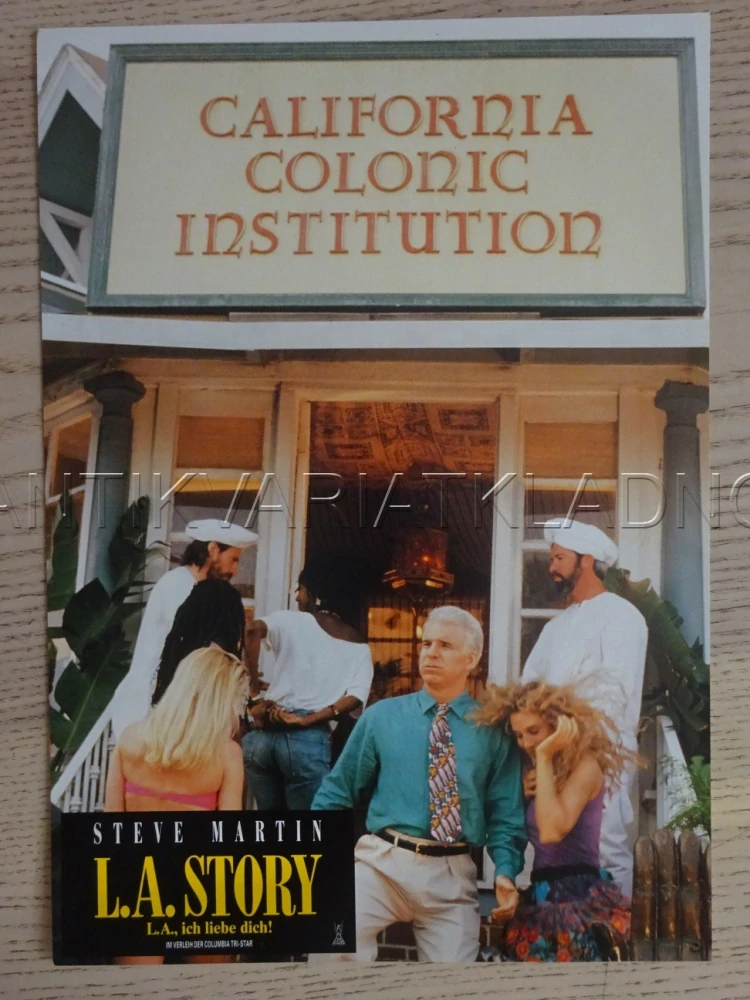 CALIFORNIA
COLONIC
INSTITUTION
ANTIKVARIATKLADNO
STEVE MARTIN
L.A. STORY
L.A., ich liebe dich!
IM VERLEIH DER COLUMBIA TRI-STAR